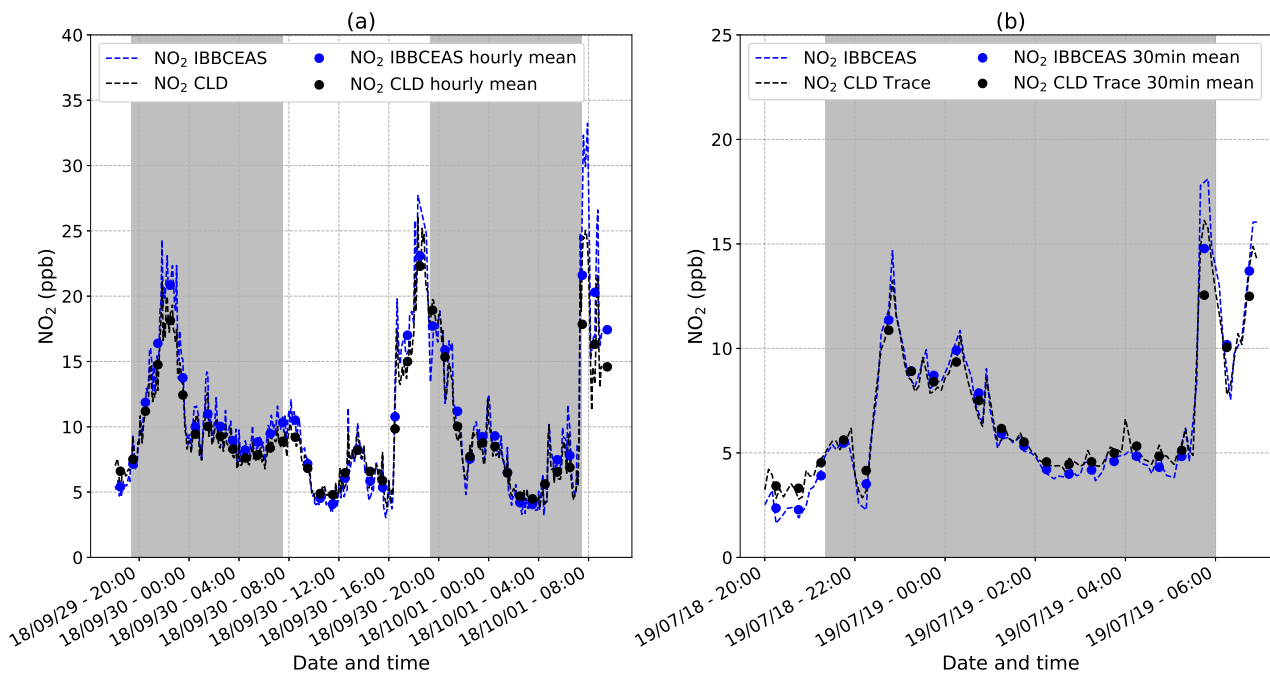 (a)
40
35
30
25
20
15
10
5
0
NO₂ (ppb)
NO₂ IBBCEAS
NO₂ CLD
NO₂ IBBCEAS hourly mean
NO₂ CLD hourly mean
18/09/29 - 20:00
18/09/30 - 00:00
18/09/30 - 04:00
18/09/30 - 08:00
18/09/30 - 12:00
18/09/30 - 16:00
18/09/30 - 20:00
18/10/01 - 00:00
18/10/01 - 04:00
18/10/01 - 08:00
Date and time
(b)
25
20
15
10
5
0
NO₂ (ppb)
NO₂ IBBCEAS
NO₂ CLD Trace
NO₂ IBBCEAS 30min mean
NO₂ CLD Trace 30min mean
19/07/18 - 20:00
19/07/18 - 22:00
19/07/19 - 00:00
19/07/19 - 02:00
19/07/19 - 04:00
19/07/19 - 06:00
Date and time